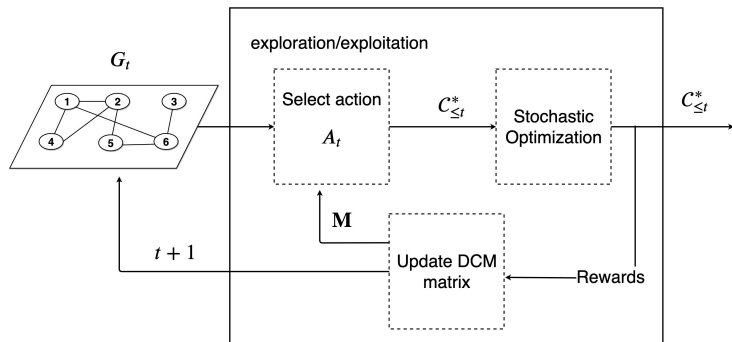 exploration/exploitation
G_t
1 2 3
4 5 6
Select action
A_t
C^*_{≤t}
Stochastic
Optimization
C^*_{≤t}
M
t + 1
Update DCM
matrix
Rewards